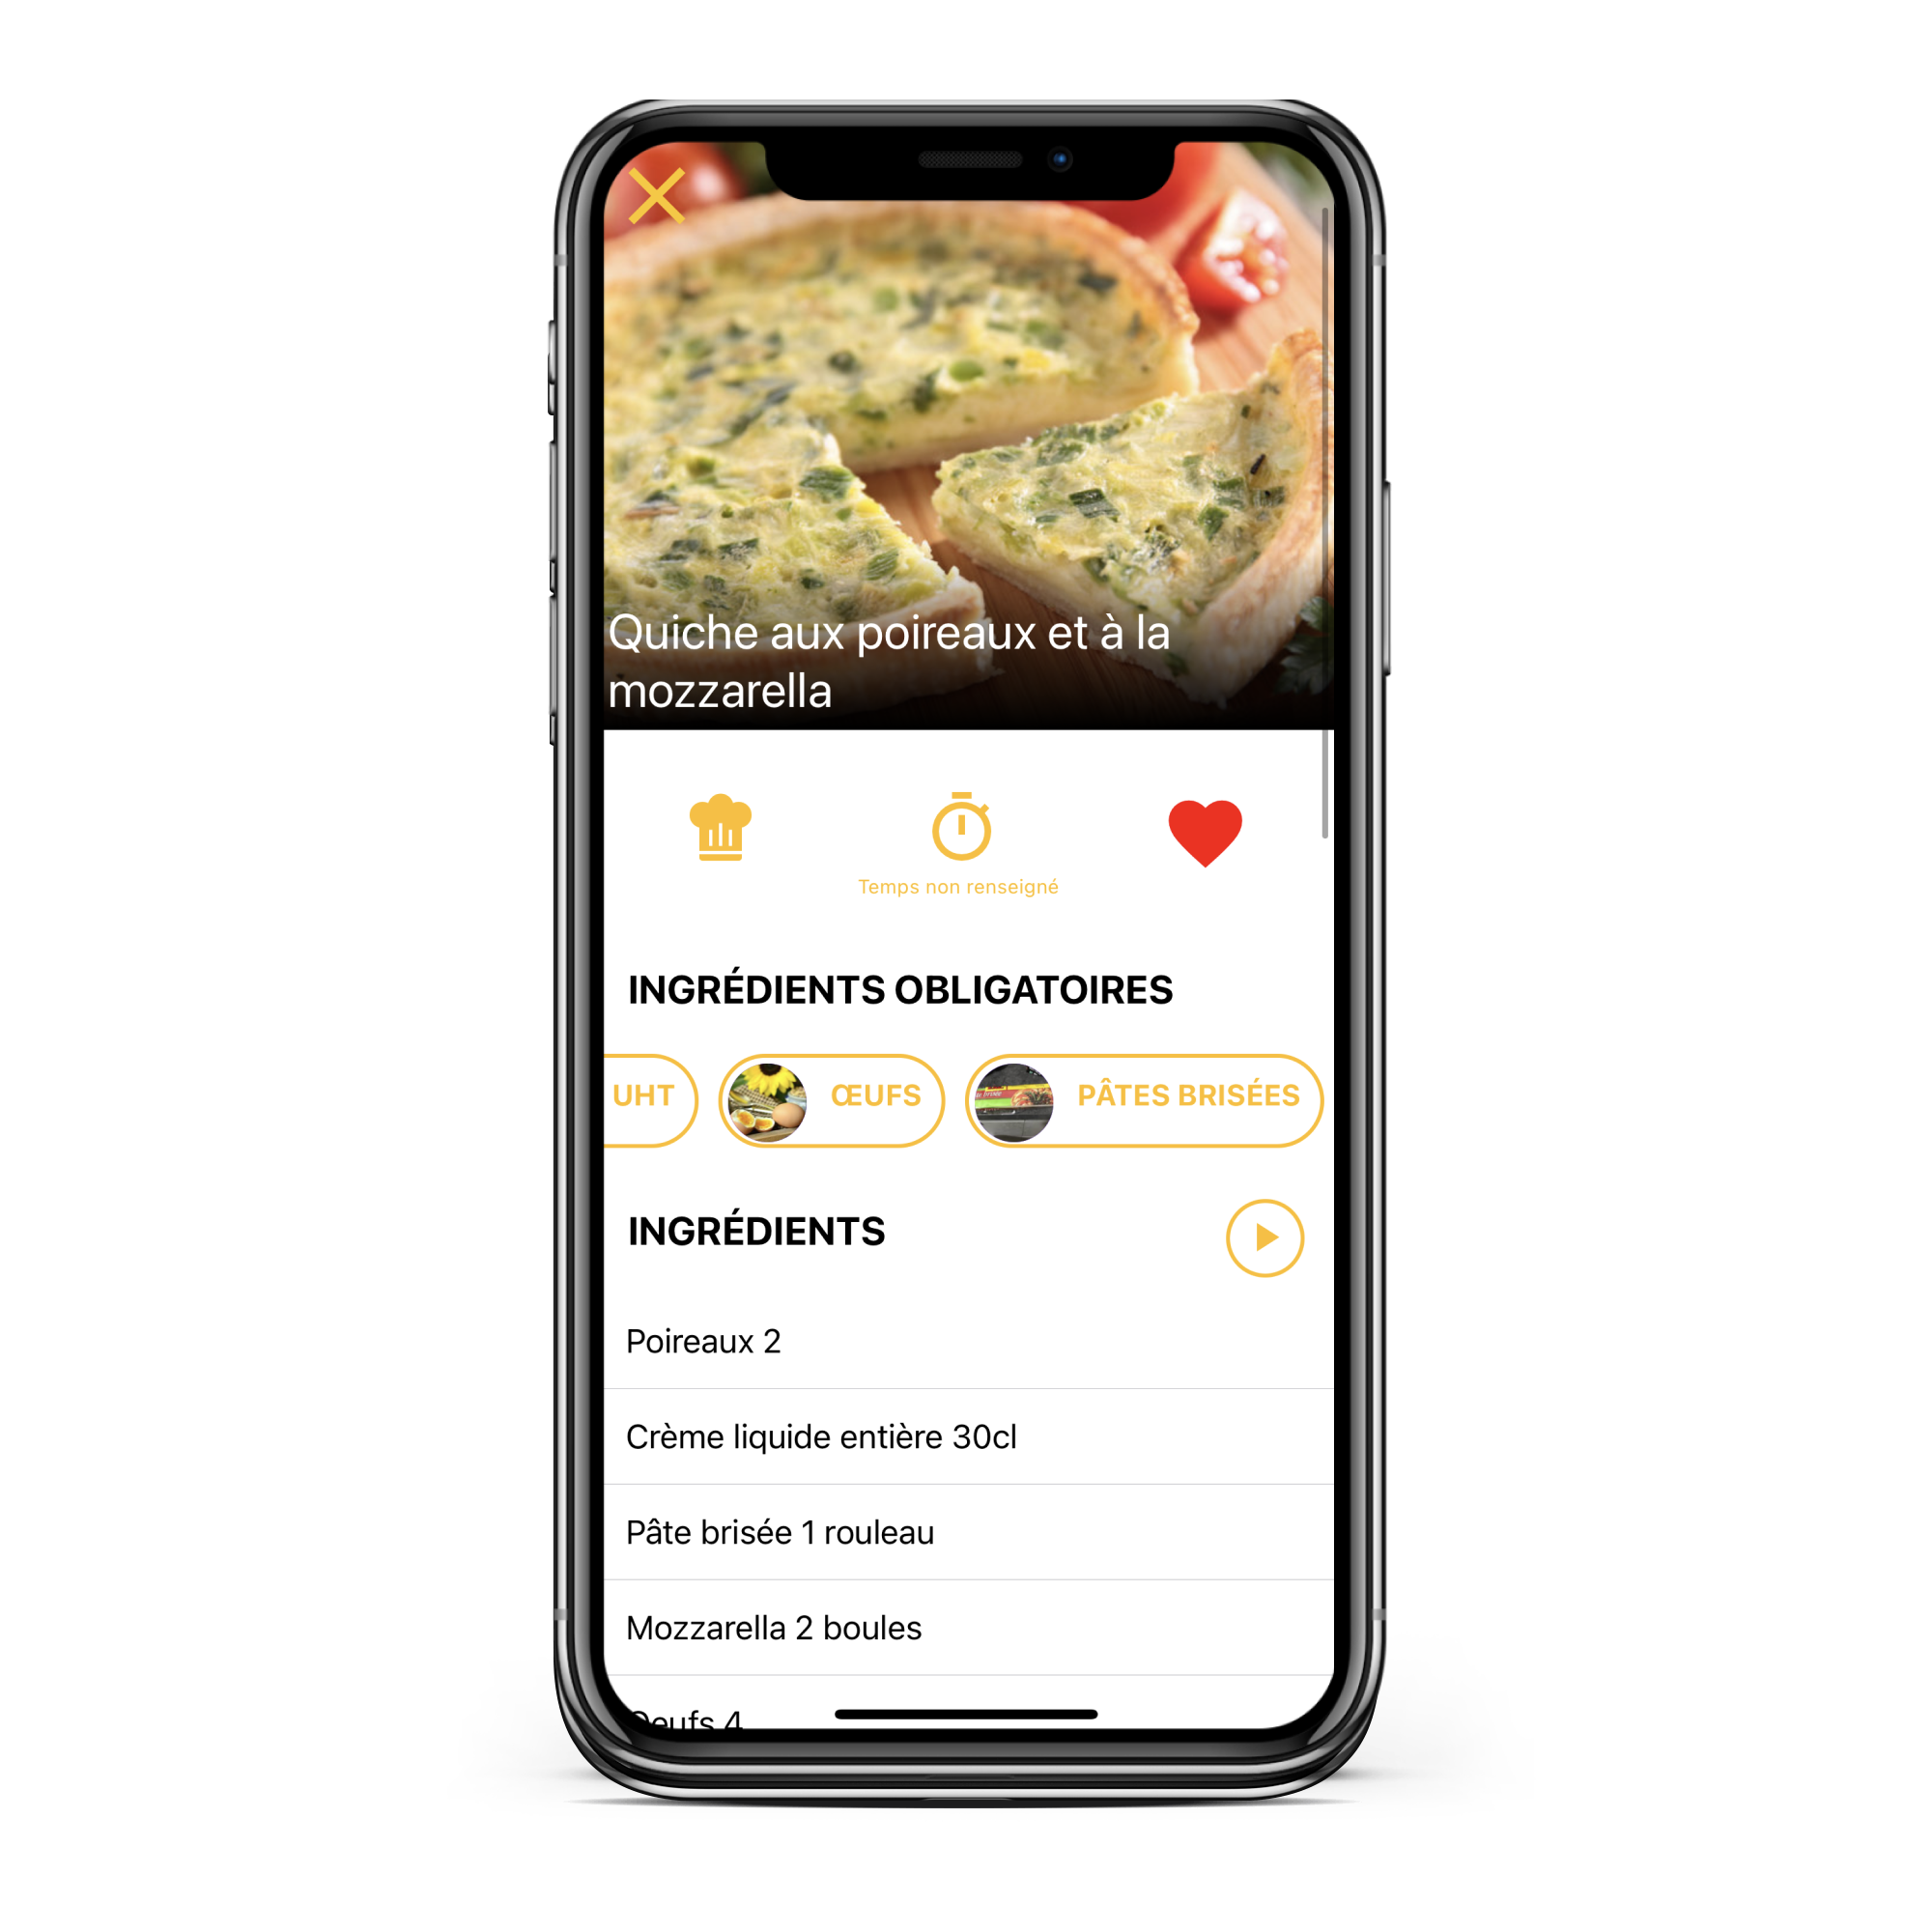 Quiche aux poireaux et à la
mozzarella
Temps non renseigné
INGRÉDIENTS OBLIGATOIRES
UHT ŒUFS PÂTES BRISÉES
INGRÉDIENTS
Poireaux 2
Crème liquide entière 30cl
Pâte brisée 1 rouleau
Mozzarella 2 boules
Oeufs 4